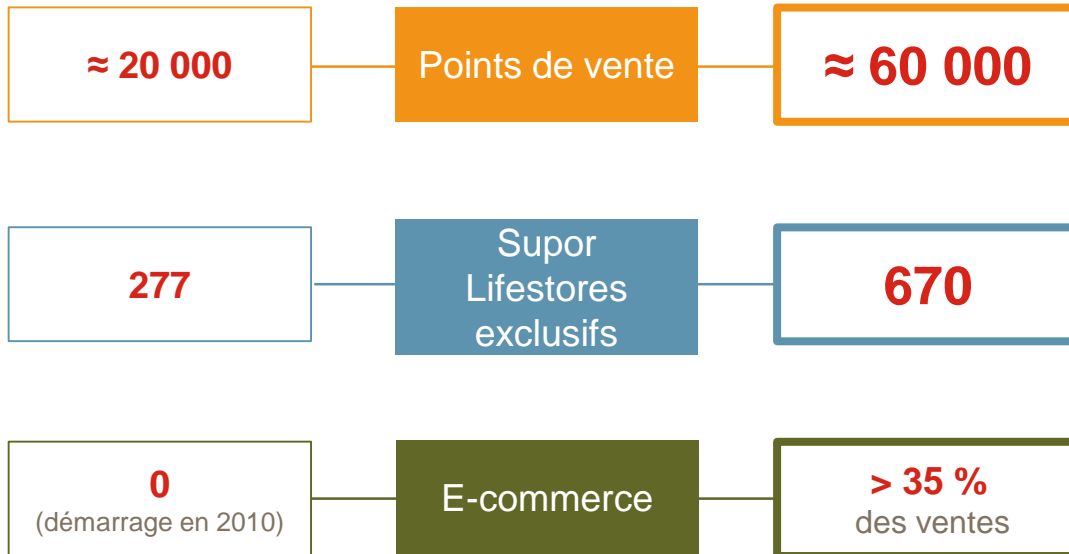 ≈ 20 000
Points de vente
≈ 60 000
277
Supor
Lifestores
exclusifs
670
0
(démarrage en 2010)
E-commerce
> 35 %
des ventes